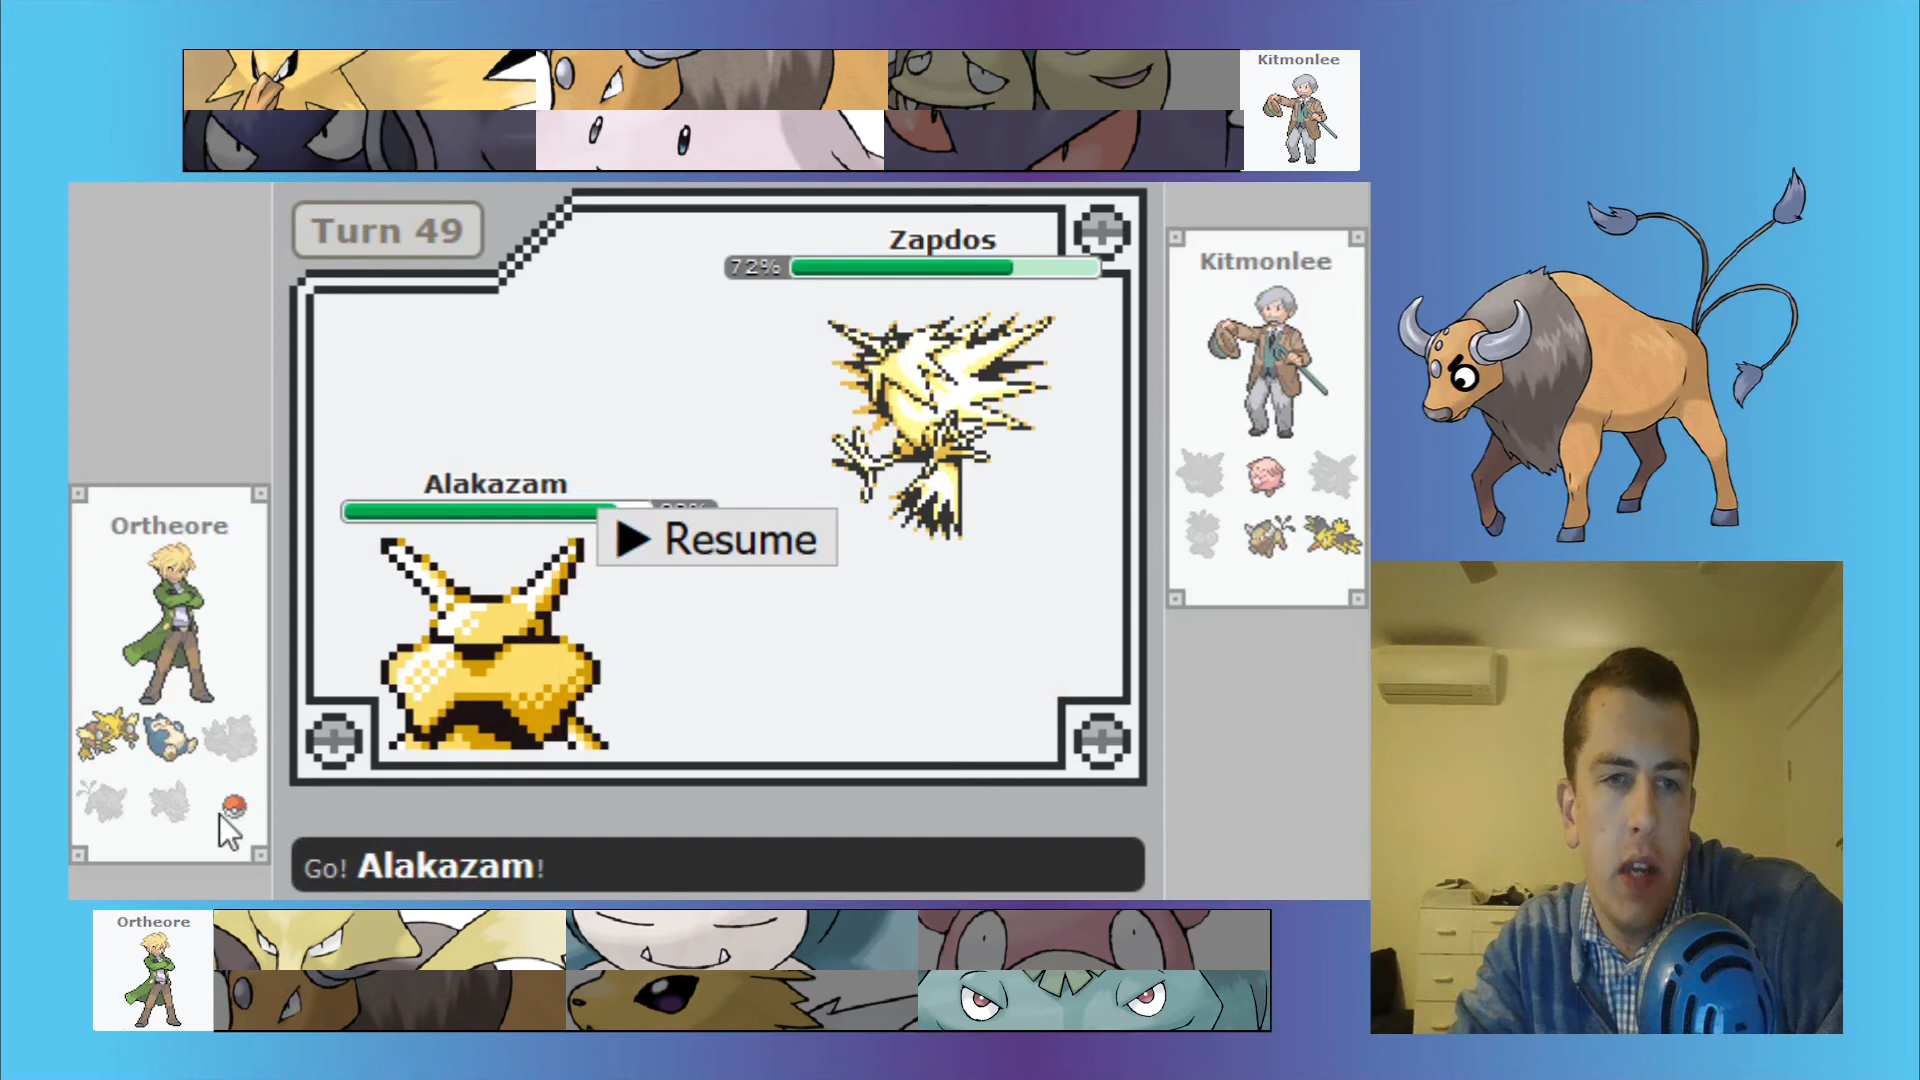 Kitmonlee
Turn 49
Zapdos
72%
Kitmonlee
Alakazam
Resume
Ortheore
Go! Alakazam!
Ortheore